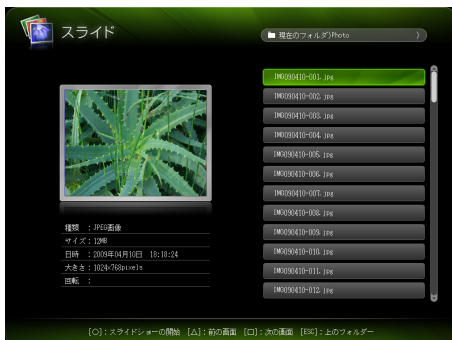 スライド
現在のフォルダ>Photo
IMG090410-001.jpg
IMG090410-002.jpg
IMG090410-003.jpg
IMG090410-004.jpg
IMG090410-005.jpg
IMG090410-006.jpg
IMG090410-007.jpg
IMG090410-008.jpg
IMG090410-009.jpg
IMG090410-010.jpg
IMG090410-011.jpg
IMG090410-012.jpg
種類 :JPEG画像
サイズ:12MB
日時 :2009年04月10日 18:18:24
大きさ:1024x768pixels
回転 :
[○]:スライドショーの開始 [△]:前の画面 [□]:次の画面 [ESC]:上のフォルダー